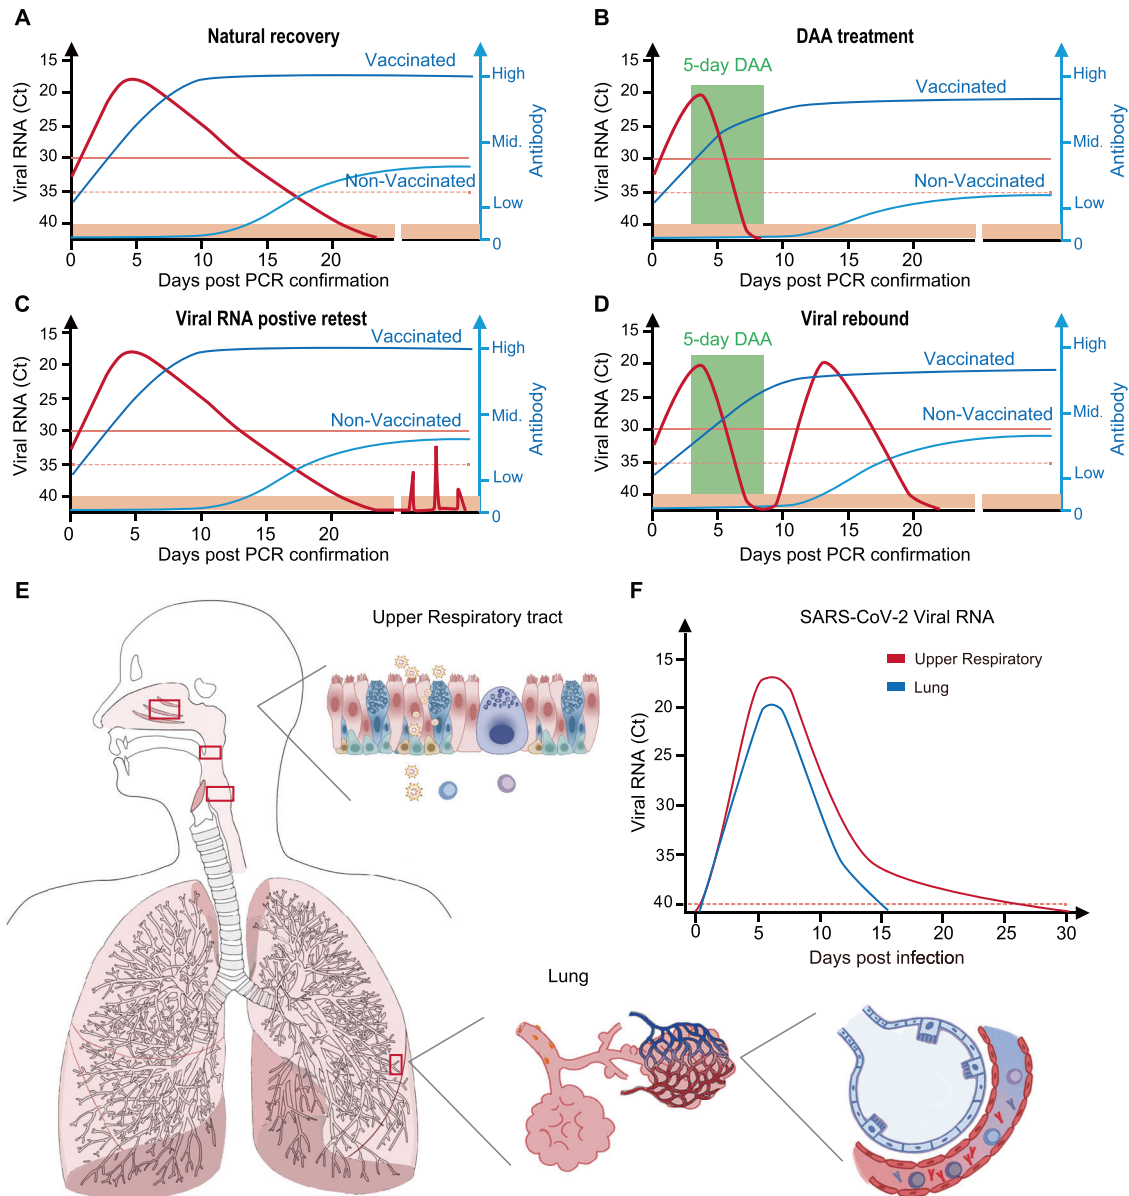 A
Natural recovery
Viral RNA (Ct)
15
20
25
30
35
40
Vaccinated
Non-Vaccinated
High
Mid.
Low
0
Antibody
0
5
10
15
20
Days post PCR confirmation
B
DAA treatment
5-day DAA
Viral RNA (Ct)
15
20
25
30
35
40
Vaccinated
Non-Vaccinated
High
Mid.
Low
0
Antibody
0
5
10
15
20
Days post PCR confirmation
C
Viral RNA postive retest
Viral RNA (Ct)
15
20
25
30
35
40
Vaccinated
Non-Vaccinated
High
Mid.
Low
0
Antibody
0
5
10
15
20
Days post PCR confirmation
D
Viral rebound
5-day DAA
Viral RNA (Ct)
15
20
25
30
35
40
Vaccinated
Non-Vaccinated
High
Mid.
Low
0
Antibody
0
5
10
15
20
Days post PCR confirmation
E
Upper Respiratory tract
Lung
F
SARS-CoV-2 Viral RNA
Upper Respiratory
Lung
Viral RNA (Ct)
15
20
25
30
35
40
0
5
10
15
20
25
30
Days post infection